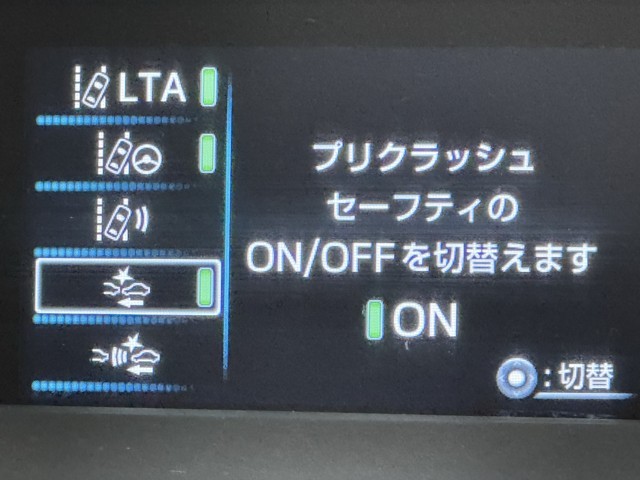 LTA
プリクラッシュ
セーフティの
ON/OFFを切替えます
ON
:切替